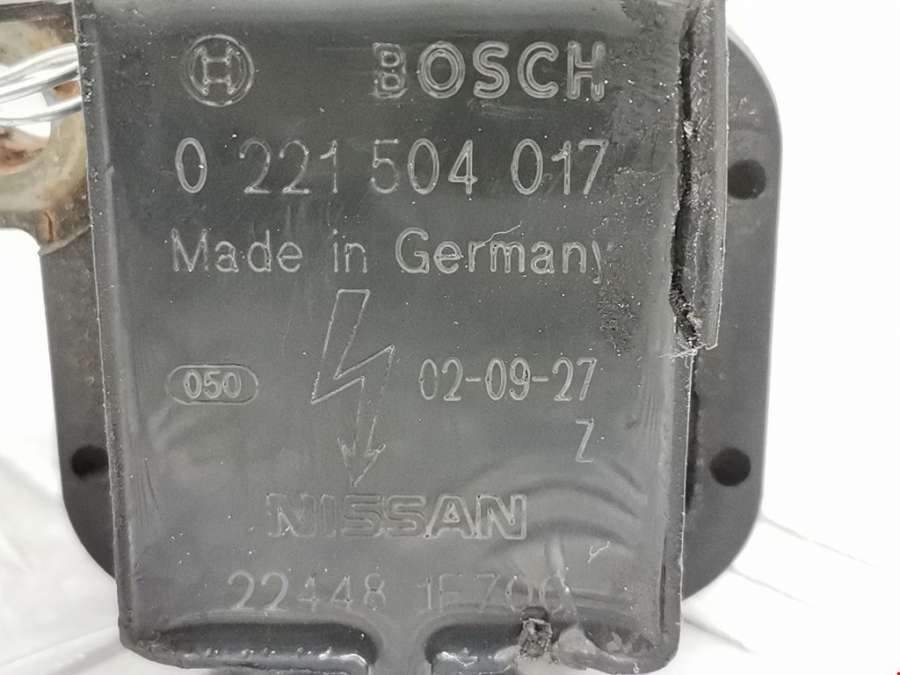 BOSCH
0 221 504 017
Made in Germany
050 02-09-27
Z
NISSAN
22448 1F700